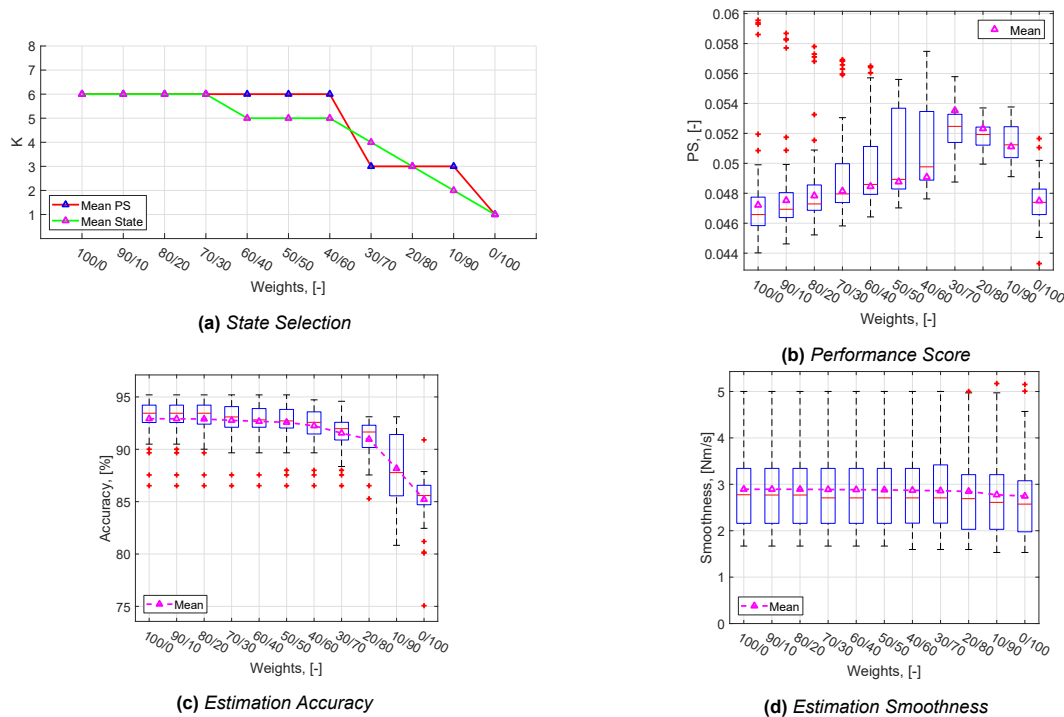 8
7
6
5
4
3
2
1
K
Mean PS
Mean State
100/0 90/10 80/20 70/30 60/40 50/50 40/60 30/70 20/80 10/90 0/100
Weights, [-]
(a) State Selection
0.06
0.058
0.056
0.054
0.052
0.05
0.048
0.046
0.044
PS, [-]
Mean
100/0 90/10 80/20 70/30 60/40 50/50 40/60 30/70 20/80 10/90 0/100
Weights, [-]
(b) Performance Score
95
90
85
80
75
Accuracy, [%]
Mean
100/0 90/10 80/20 70/30 60/40 50/50 40/60 30/70 20/80 10/90 0/100
Weights, [-]
(c) Estimation Accuracy
5
4
3
2
1
0
Smoothness, [Nm/s]
Mean
100/0 90/10 80/20 70/30 60/40 50/50 40/60 30/70 20/80 10/90 0/100
Weights, [-]
(d) Estimation Smoothness